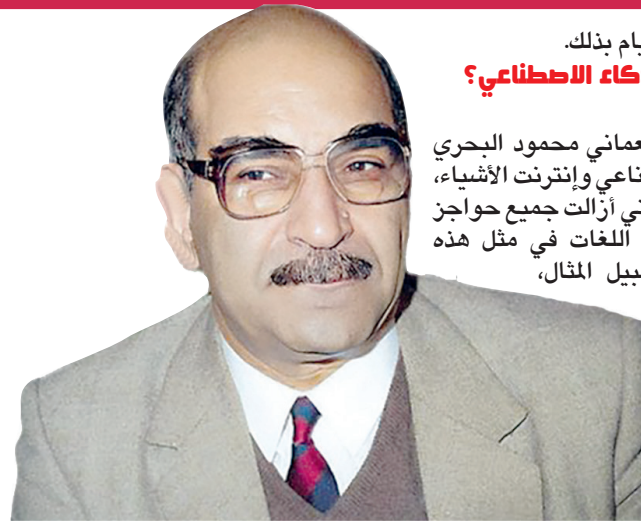 يام بذلك.
كاء الاصطناعي؟
عماني محمود البحري
ناعي وإنترنت الأشياء،
تي أزالت جميع حواجز
اللغات في مثل هذه
بيل المثال،